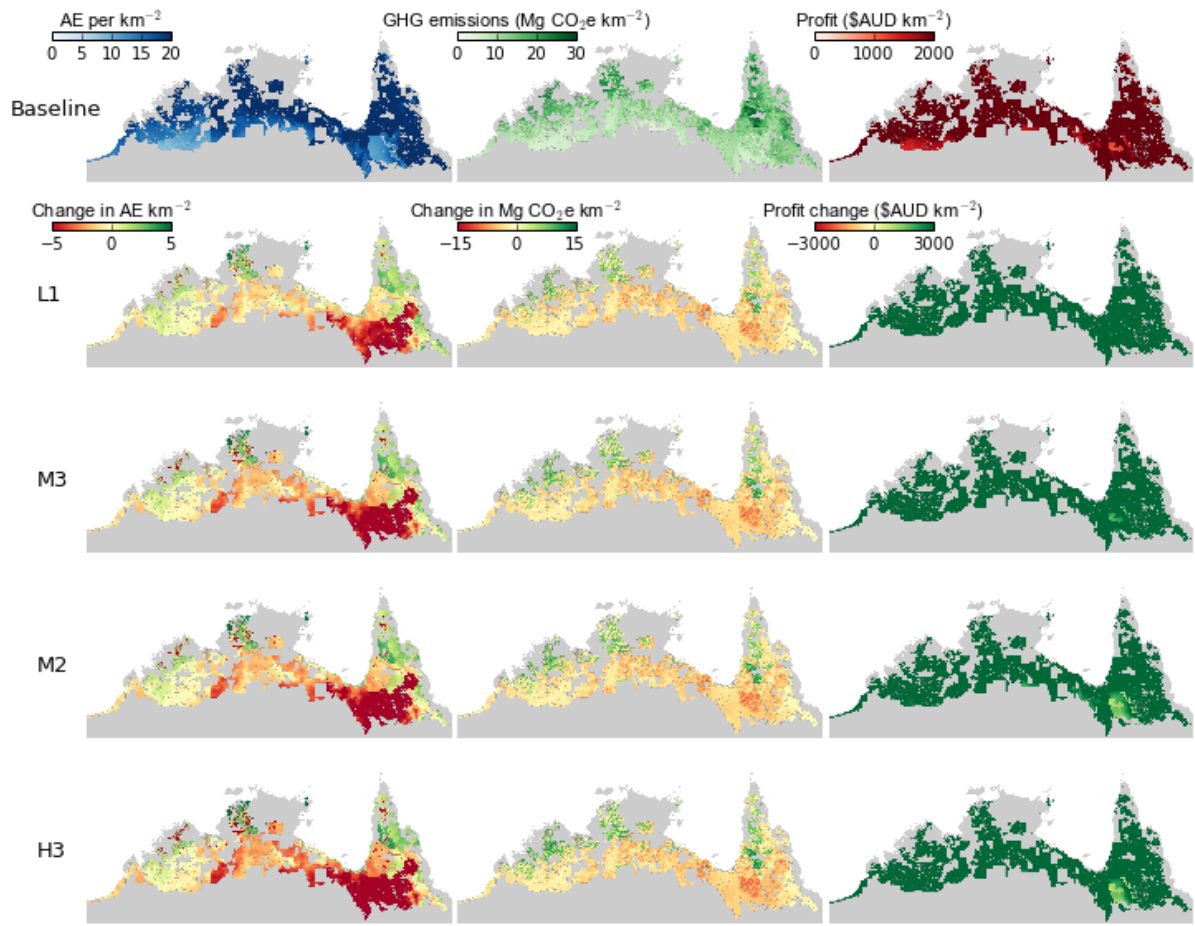 AE per km⁻² GHG emissions (Mg CO₂e km⁻²) Profit ($AUD km⁻²)
0 5 10 15 20 0 10 20 30 0 1000 2000
Baseline
Change in AE km⁻² Change in Mg CO₂e km⁻² Profit change ($AUD km⁻²)
−5 0 5 −15 0 15 −3000 0 3000
L1
M3
M2
H3